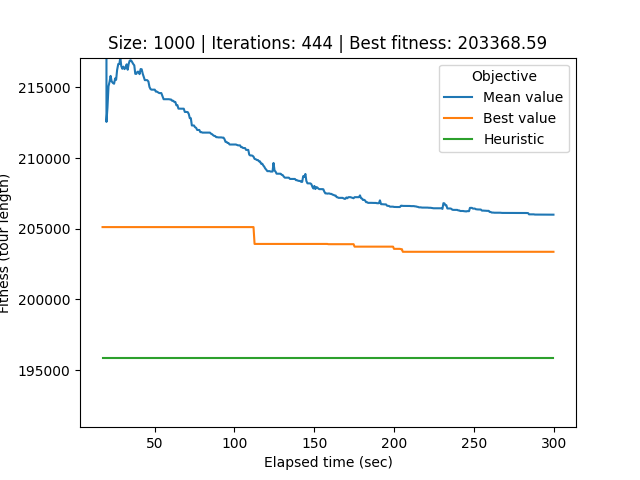 Size: 1000 | Iterations: 444 | Best fitness: 203368.59
Objective
Mean value
Best value
Heuristic
215000
210000
205000
200000
195000
Fitness (tour length)
50
100
150
200
250
300
Elapsed time (sec)